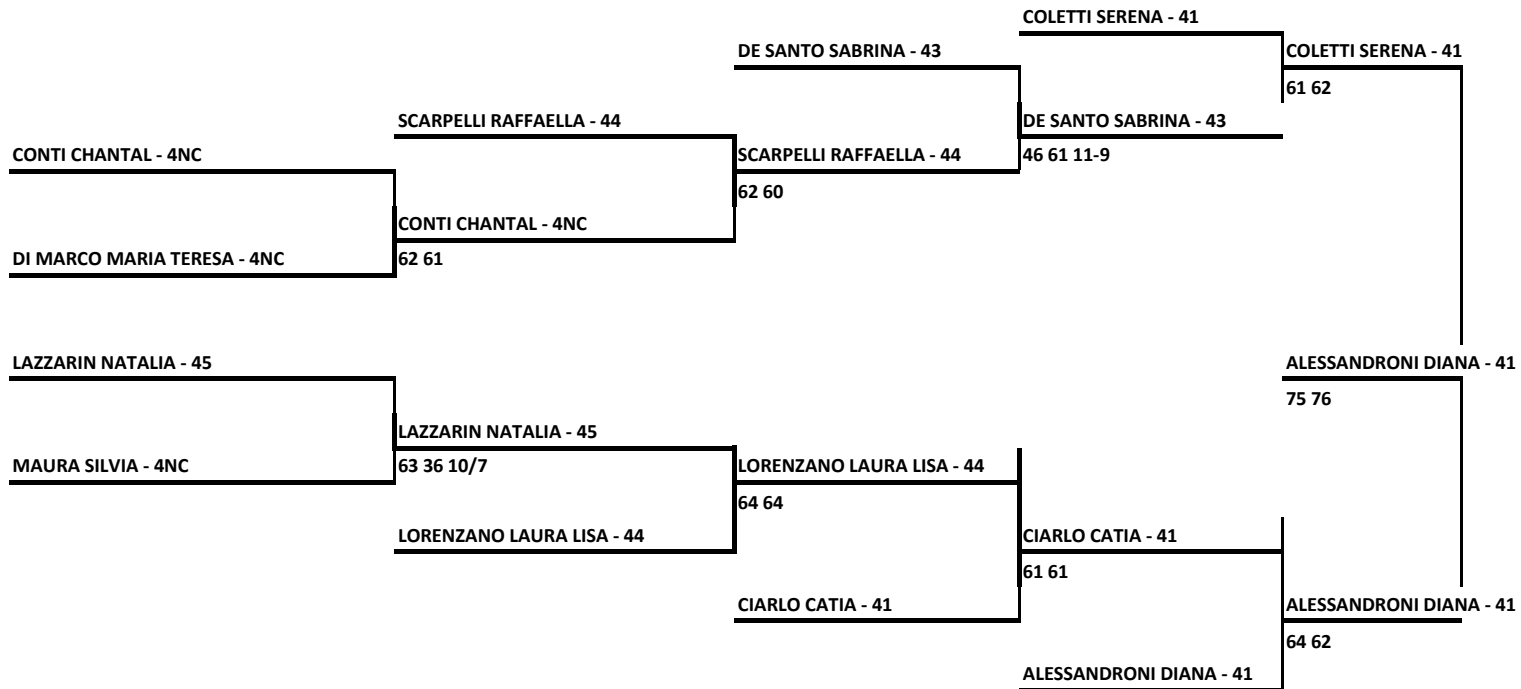 COLETTI SERENA - 41
DE SANTO SABRINA - 43
COLETTI SERENA - 41
61 62
SCARPELLI RAFFAELLA - 44
DE SANTO SABRINA - 43
CONTI CHANTAL - 4NC
SCARPELLI RAFFAELLA - 44
46 61 11-9
62 60
CONTI CHANTAL - 4NC
DI MARCO MARIA TERESA - 4NC
62 61
LAZZARIN NATALIA - 45
ALESSANDRONI DIANA - 41
75 76
LAZZARIN NATALIA - 45
MAURA SILVIA - 4NC
63 36 10/7
LORENZANO LAURA LISA - 44
64 64
LORENZANO LAURA LISA - 44
CIARLO CATIA - 41
61 61
CIARLO CATIA - 41
ALESSANDRONI DIANA - 41
64 62
ALESSANDRONI DIANA - 41